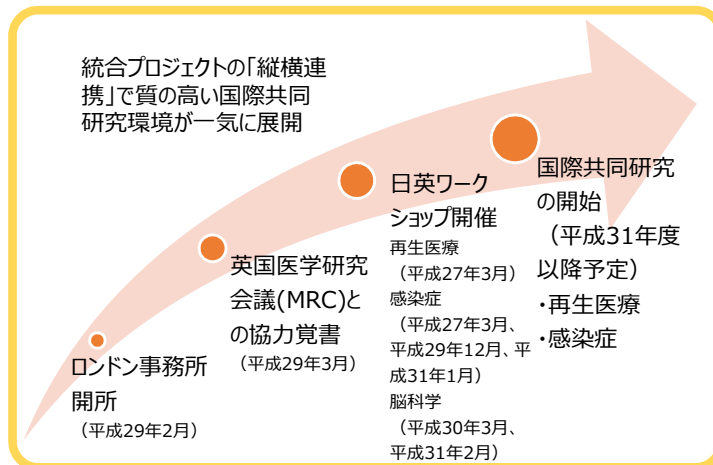 統合プロジェクトの「縦横連
携」で質の高い国際共同
研究環境が一気に展開
ロンドン事務所
開所
（平成29年2月）
英国医学研究
会議(MRC)と
の協力覚書
（平成29年3月）
日英ワーク
ショップ開催
再生医療
（平成27年3月）
感染症
（平成27年3月、
平成29年12月、平
成31年1月）
脳科学
（平成30年3月、
平成31年2月）
国際共同研究
の開始
（平成31年度
以降予定）
・再生医療
・感染症